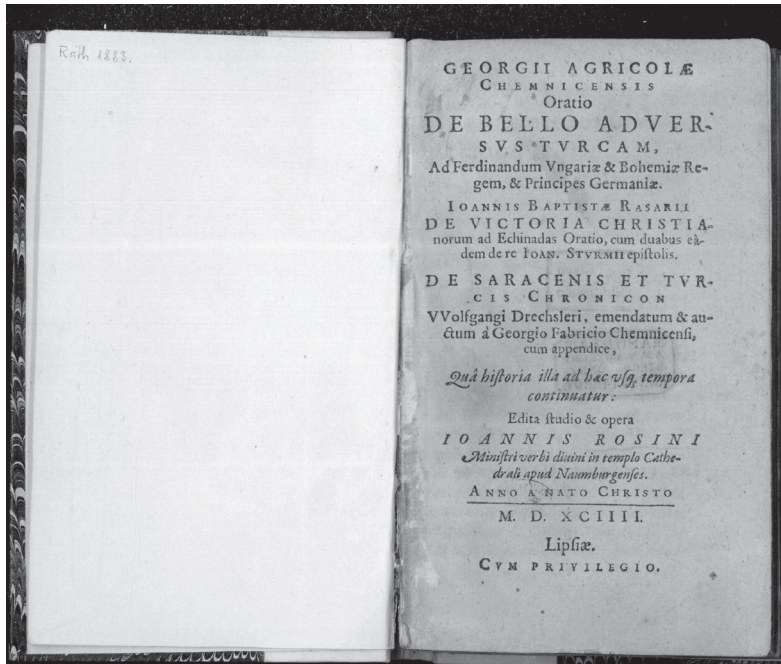 Ráth 1883.
GEORGII AGRICOLÆ
CHEMNICENSIS
Oratio
DE BELLO ADVER-
SVS TVRCAM,
Ad Ferdinandum Vngariæ & Bohemiæ Re-
gem, & Principes Germaniæ.
IOANNIS BAPTISTÆ RASARII
DE VICTORIA CHRISTIA-
norum ad Echinadas Oratio, cum duabus eâ-
dem de re IOAN. STVRMII epiſtolis.
DE SARACENIS ET TVR-
CIS CHRONICON
VVolfgangi Drechsleri, emendatum & au-
ctum â Georgio Fabricio Chemnicenſi,
cum appendice,
Quâ hiſtoria illa ad hæc vſq; tempora
continuatur:
Edita ſtudio & opera
IOANNIS ROSINI
Miniſtri verbi diuini in templo Cathe-
drali apud Naumburgenſes.
ANNO A NATO CHRISTO
M. D. XCIIII.
Lipſiæ.
CVM PRIVILEGIO.